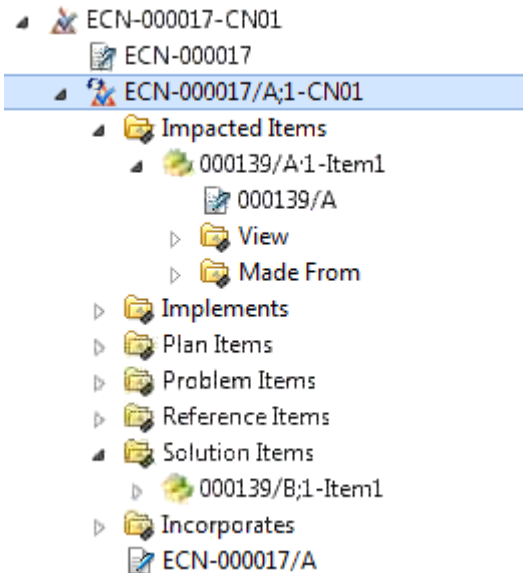 ECN-000017-CN01
ECN-000017
ECN-000017/A;1-CN01
Impacted Items
000139/A·1-Item1
000139/A
View
Made From
Implements
Plan Items
Problem Items
Reference Items
Solution Items
000139/B;1-Item1
Incorporates
ECN-000017/A